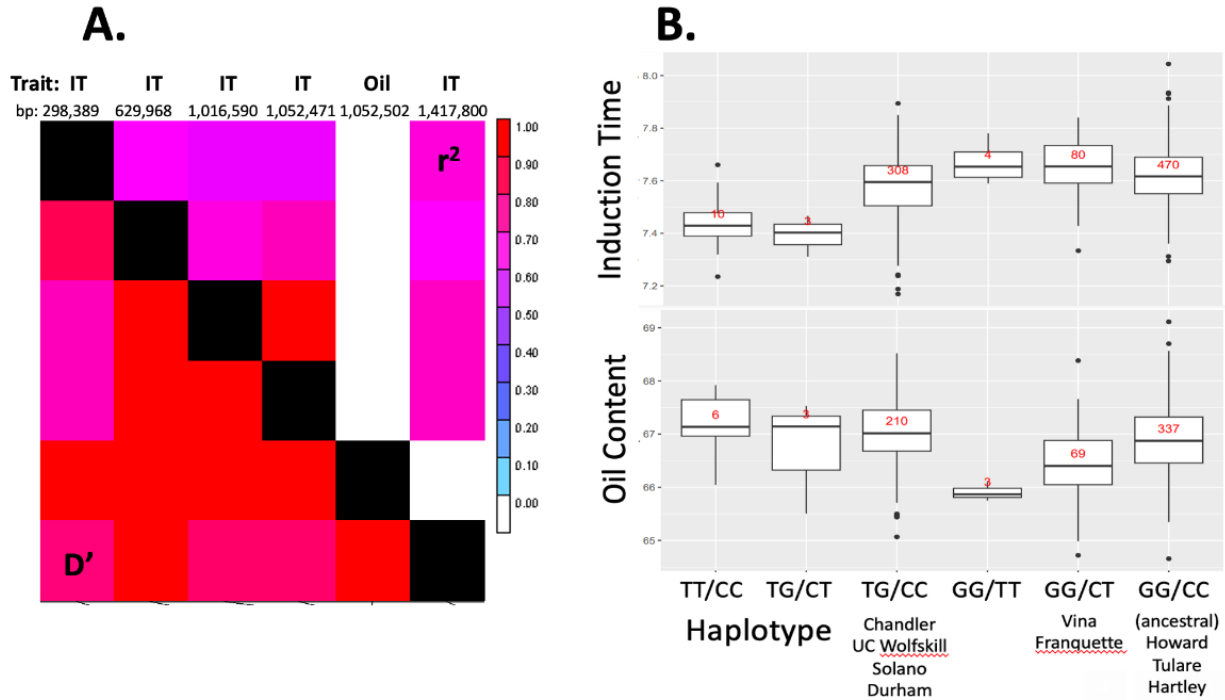 A.
Trait: IT IT IT IT Oil IT
bp: 298,389 629,968 1,016,590 1,052,471 1,052,502 1,417,800
r²
D’
1.00
0.90
0.80
0.70
0.60
0.50
0.40
0.30
0.20
0.10
0.00
B.
Induction Time
8.0
7.8
7.6
7.4
7.2
10
3
308
4
80
470
Oil Content
69
68
67
66
65
6
3
210
3
69
337
TT/CC TG/CT TG/CC GG/TT GG/CT GG/CC
Haplotype
Chandler
UC Wolfskill
Solano
Durham
Vina
Franquette
(ancestral)
Howard
Tulare
Hartley